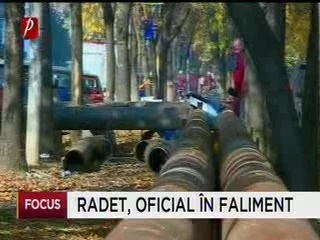 P
FOCUS
RADET, OFICIAL ÎN FALIMENT